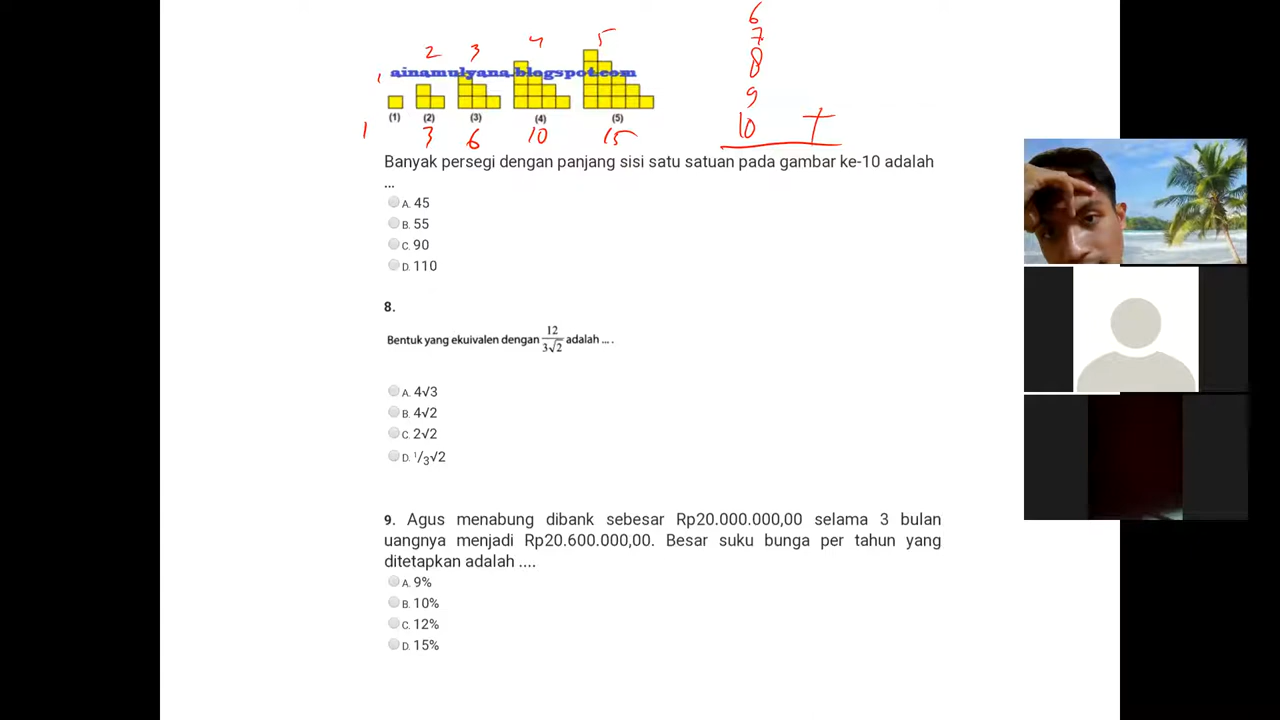 6
7
2 3 4 5
8
1 ainamulyana.blogspot.com
9
(1) (2) (3) (4) (5)
1 3 6 10 15 10 +
Banyak persegi dengan panjang sisi satu satuan pada gambar ke-10 adalah
...
A. 45
B. 55
C. 90
D. 110
8.
Bentuk yang ekuivalen dengan 12/3√2 adalah ... .
A. 4√3
B. 4√2
C. 2√2
D. 1/3√2
9. Agus menabung dibank sebesar Rp20.000.000,00 selama 3 bulan
uangnya menjadi Rp20.600.000,00. Besar suku bunga per tahun yang
ditetapkan adalah ....
A. 9%
B. 10%
C. 12%
D. 15%